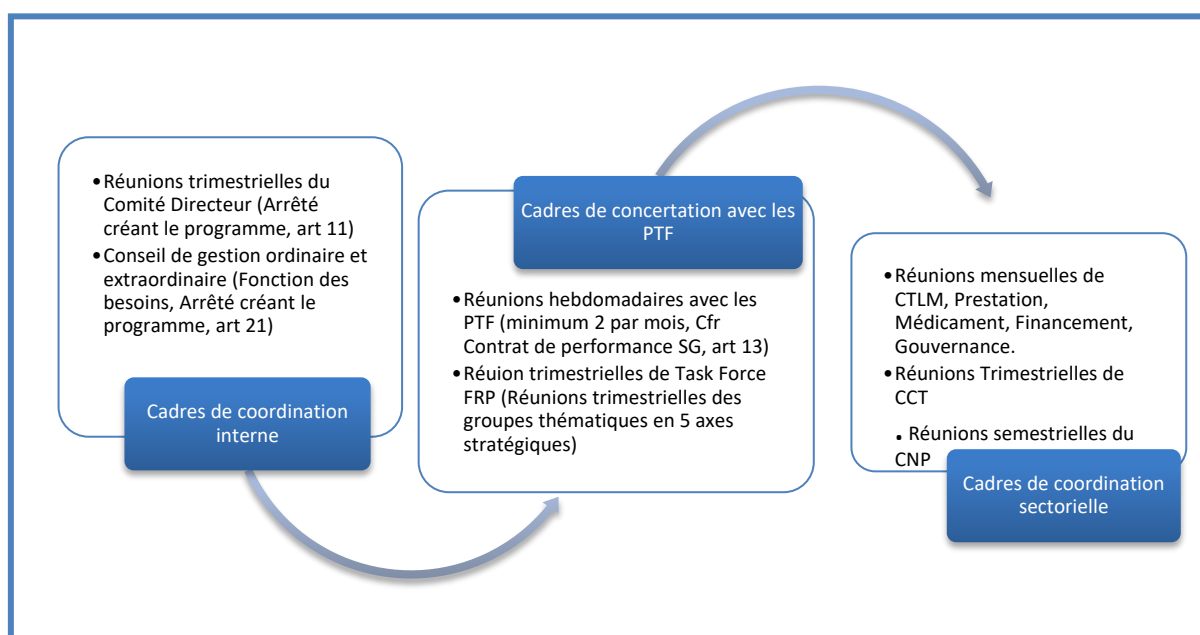 •Réunions trimestrielles du
Comité Directeur (Arrêté
créant le programme, art 11)
•Conseil de gestion ordinaire et
extraordinaire (Fonction des
besoins, Arrêté créant le
programme, art 21)
Cadres de coordination
interne
Cadres de concertation avec les
PTF
•Réunions hebdomadaires avec les
PTF (minimum 2 par mois, Cfr
Contrat de performance SG, art 13)
•Réuion trimestrielles de Task Force
FRP (Réunions trimestrielles des
groupes thématiques en 5 axes
stratégiques)
•Réunions mensuelles de
CTLM, Prestation,
Médicament, Financement,
Gouvernance.
•Réunions Trimestrielles de
CCT
. Réunions semestrielles du
CNP
Cadres de coordination
sectorielle